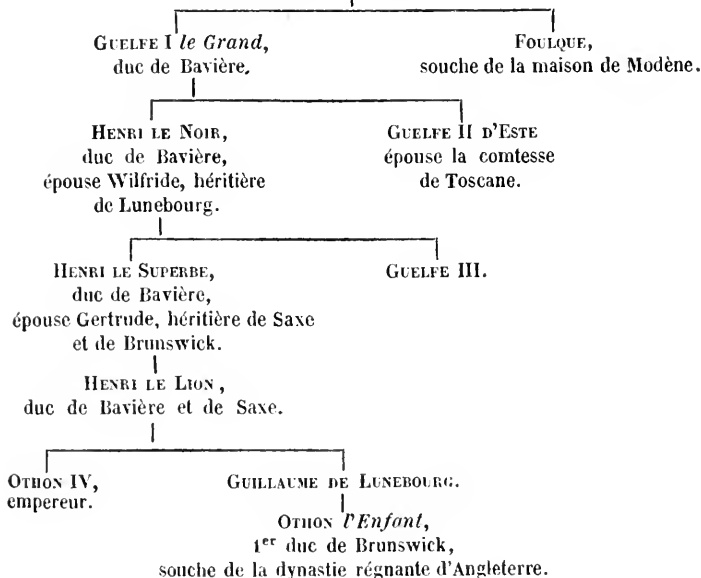 GUELFE I le Grand,
duc de Bavière.
FOULQUE,
souche de la maison de Modène.
HENRI LE NOIR,
duc de Bavière,
épouse Wilfride, héritière
de Lunebourg.
GUELFE II D'ESTE
épouse la comtesse
de Toscane.
HENRI LE SUPERBE,
duc de Bavière,
épouse Gertrude, héritière de Saxe
et de Brunswick.
GUELFE III.
HENRI LE LION,
duc de Bavière et de Saxe.
OTHON IV,
empereur.
GUILLAUME DE LUNEBOURG.
OTHON l'Enfant,
1er duc de Brunswick,
souche de la dynastie régnante d'Angleterre.